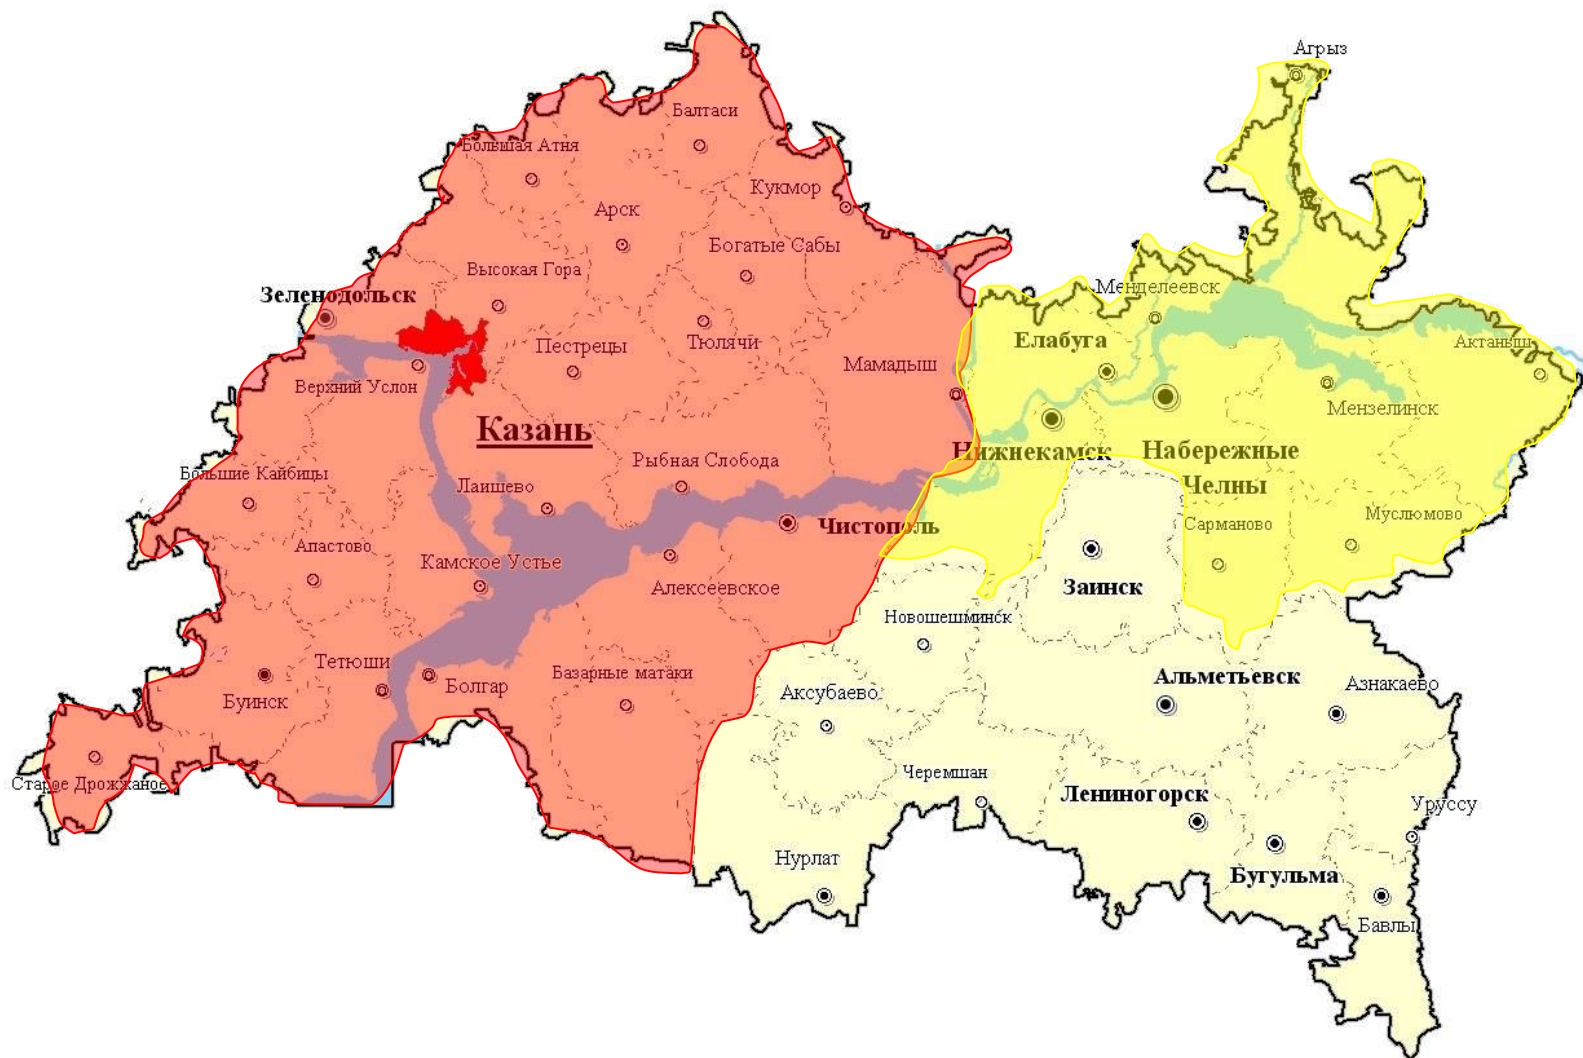 Агрыз
Балтаси
Большая Атня
Кукмор
Арск
Богатые Сабы
Высокая Гора
Зеленодольск
Менделеевск
Елабуга
Пестрецы
Тюлячи
Мамадыш
Актаныш
Верхний Услон
Мензелинск
Казань
Нижнекамск
Набережные
Челны
Рыбная Слобода
Большие Кайбицы
Лаишево
Чистополь
Сарманово
Муслюмово
Апастово
Камское Устье
Алексеевское
Заинск
Новошешминск
Тетюши
Базарные матаки
Болгар
Буинск
Аксубаево
Альметьевск
Азнакаево
Старое Дрожжаное
Черемшан
Лениногорск
Уруссу
Нурлат
Бугульма
Бавлы